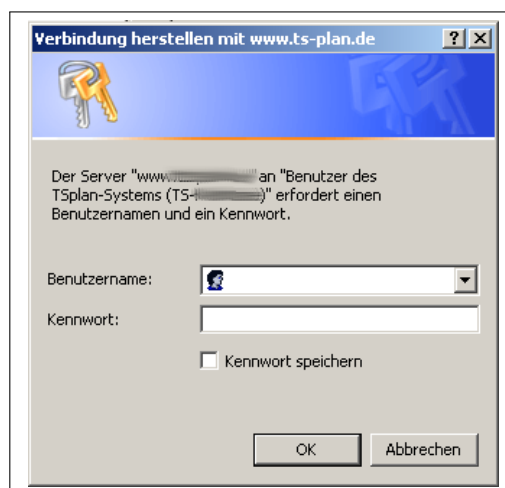 Verbindung herstellen mit www.ts-plan.de
Der Server "www." an "Benutzer des
TSplan-Systems (TS-)" erfordert einen
Benutzernamen und ein Kennwort.
Benutzername:
Kennwort:
Kennwort speichern
OK Abbrechen